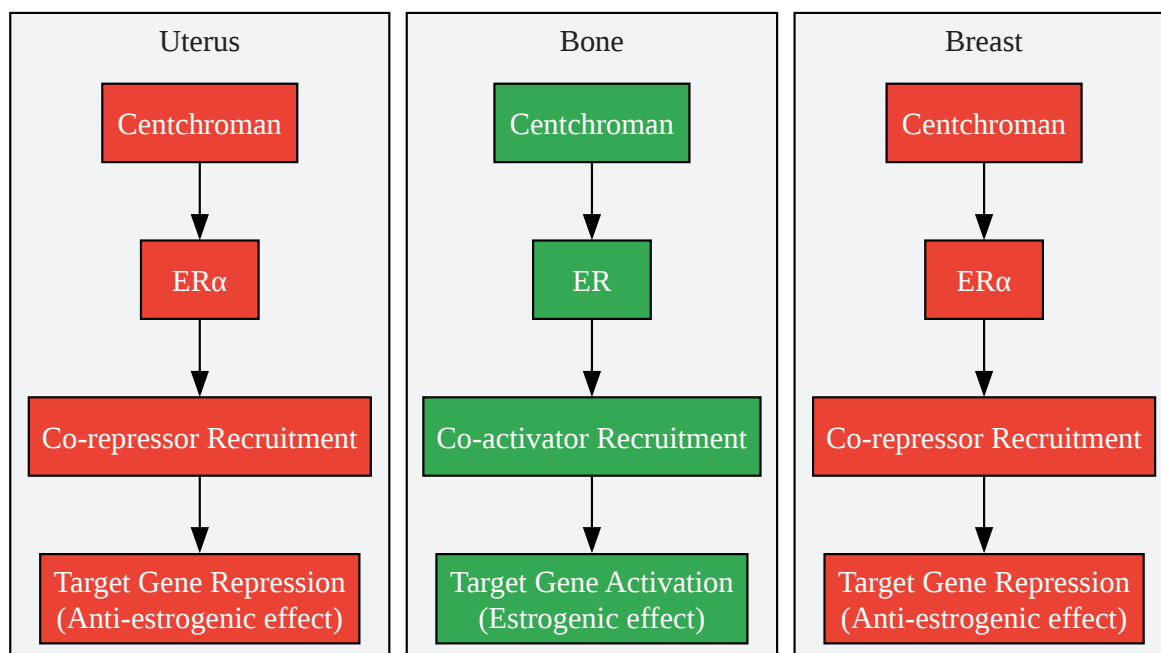 Uterus
Centchroman
ERα
Co-repressor Recruitment
Target Gene Repression
(Anti-estrogenic effect)
Bone
Centchroman
ER
Co-activator Recruitment
Target Gene Activation
(Estrogenic effect)
Breast
Centchroman
ERα
Co-repressor Recruitment
Target Gene Repression
(Anti-estrogenic effect)